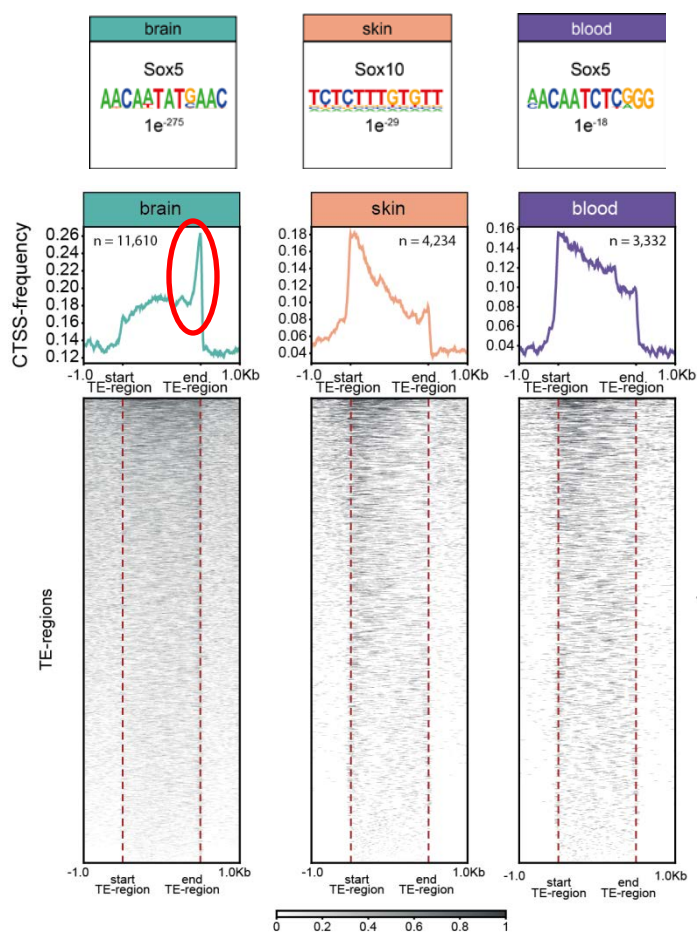 brain skin blood
Sox5 Sox10 Sox5
AACAATATGAAC TCTCTTTGTGTT AACAATCTCGGG
1e-275 1e-29 1e-18
brain skin blood
CTSS-frequency
n = 11,610 n = 4,234 n = 3,332
0.26 0.18 0.16
0.24 0.16 0.14
0.22 0.14 0.12
0.20 0.12 0.10
0.18 0.10 0.08
0.16 0.08 0.06
0.14 0.06 0.04
0.12 0.04
-1.0 start TE-region end TE-region 1.0Kb -1.0 start TE-region end TE-region 1.0Kb -1.0 start TE-region end TE-region 1.0Kb
TE-regions
-1.0 start TE-region end TE-region 1.0Kb -1.0 start TE-region end TE-region 1.0Kb -1.0 start TE-region end TE-region 1.0Kb
0 0.2 0.4 0.6 0.8 1